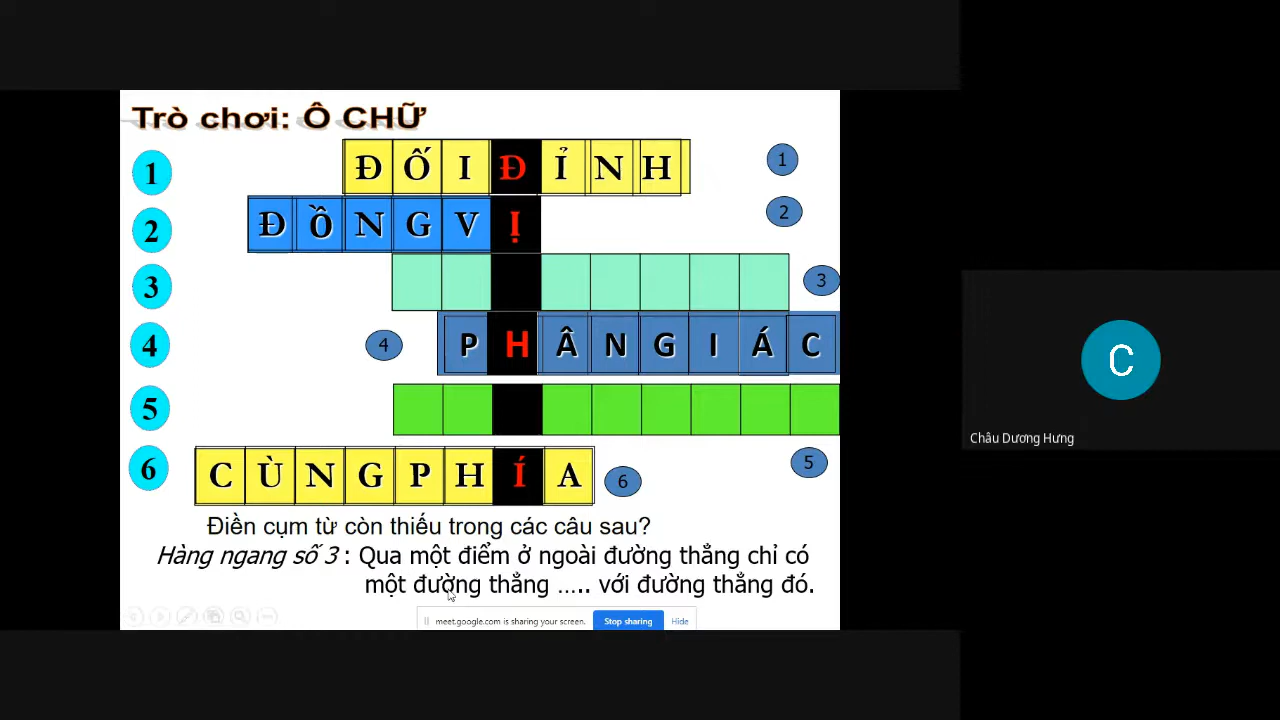 Trò chơi: Ô CHỮ
1 ĐỐIĐỈNH 1
2 ĐỒNGVỊ 2
3 3
4 4 PHÂNGIÁC
5
6 CÙNGPHÍA 6 5
Điền cụm từ còn thiếu trong các câu sau?
Hàng ngang số 3 : Qua một điểm ở ngoài đường thẳng chỉ có
một đường thẳng ….. với đường thẳng đó.
meet.google.com is sharing your screen. Stop sharing Hide
C
Châu Dương Hưng